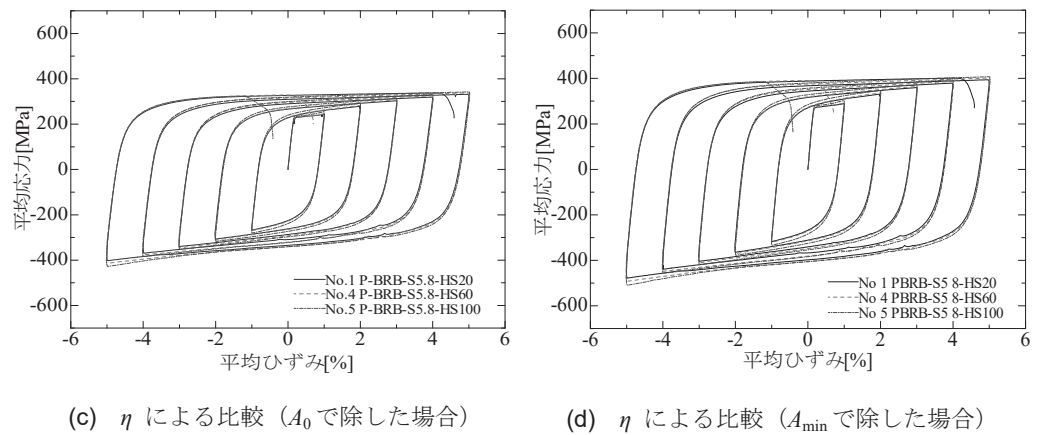 600
400
200
0
-200
-400
-600
平均応力[MPa]
No.1 P-BRB-S5.8-HS20
No.4 P-BRB-S5.8-HS60
No.5 P-BRB-S5.8-HS100
-6 -4 -2 0 2 4 6
平均ひずみ[%]
(c) η による比較（A0 で除した場合）
600
400
200
0
-200
-400
-600
平均応力[MPa]
No 1 PBRB-S5 8-HS20
No 4 PBRB-S5 8-HS60
No 5 PBRB-S5 8-HS100
-6 -4 -2 0 2 4 6
平均ひずみ[%]
(d) η による比較（Amin で除した場合）